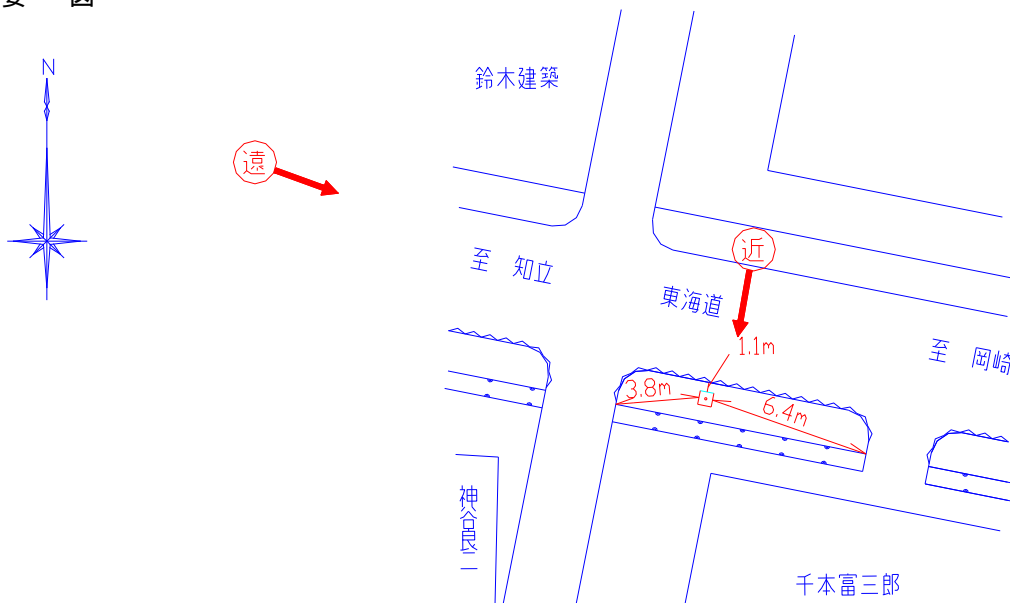 要 図
N
鈴木建築
遠
近
至 知立
東海道
1.1m
至 岡崎
3.8m
6.4m
神谷良二
千本富三郎